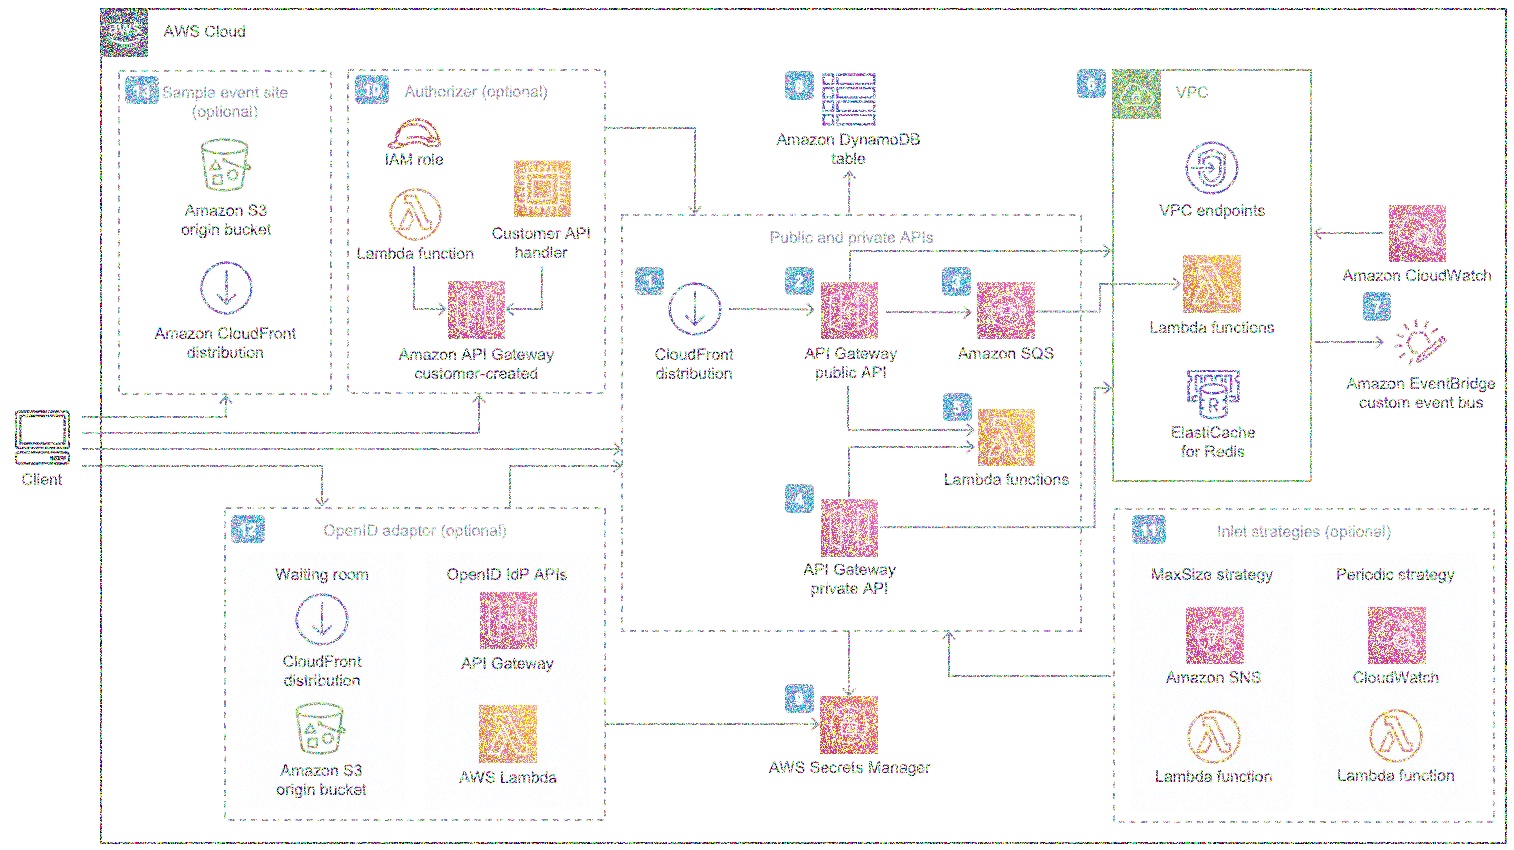 aws
AWS Cloud
13
Sample event site
(optional)
Amazon S3
origin bucket
Amazon CloudFront
distribution
10
Authorizer (optional)
IAM role
Lambda function
Customer API
handler
Amazon API Gateway
customer-created
Amazon DynamoDB
table
Public and private APIs
1
CloudFront
distribution
2
API Gateway
public API
Amazon SQS
Lambda functions
4
API Gateway
private API
6
VPC
VPC endpoints
Lambda functions
R
ElastiCache
for Redis
Amazon CloudWatch
7
Amazon EventBridge
custom event bus
Client
12
OpenID adaptor (optional)
Waiting room
CloudFront
distribution
Amazon S3
origin bucket
OpenID IdP APIs
API Gateway
AWS Lambda
AWS Secrets Manager
11
Inlet strategies (optional)
MaxSize strategy
Amazon SNS
Lambda function
Periodic strategy
CloudWatch
Lambda function